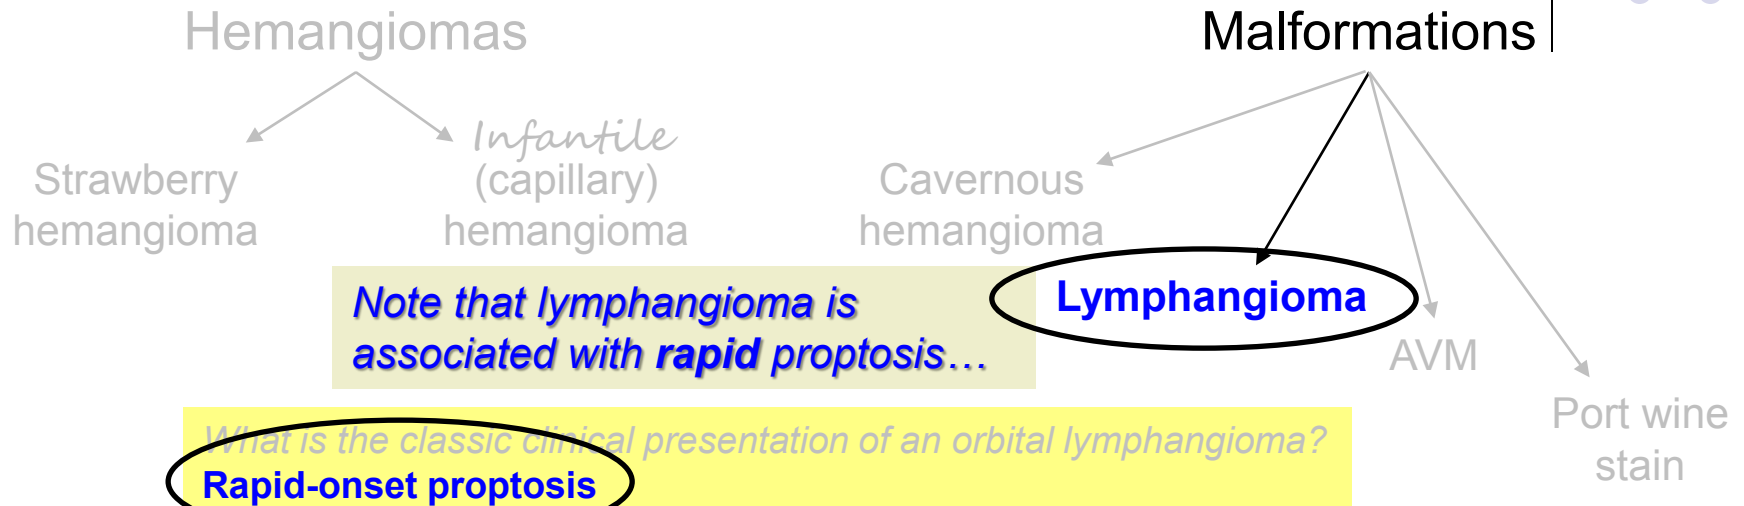 Hemangiomas
Malformations
Strawberry
hemangioma
Infantile
(capillary)
hemangioma
Cavernous
hemangioma
Lymphangioma
AVM
Port wine
stain
Note that lymphangioma is
associated with rapid proptosis…
What is the classic clinical presentation of an orbital lymphangioma?
Rapid-onset proptosis